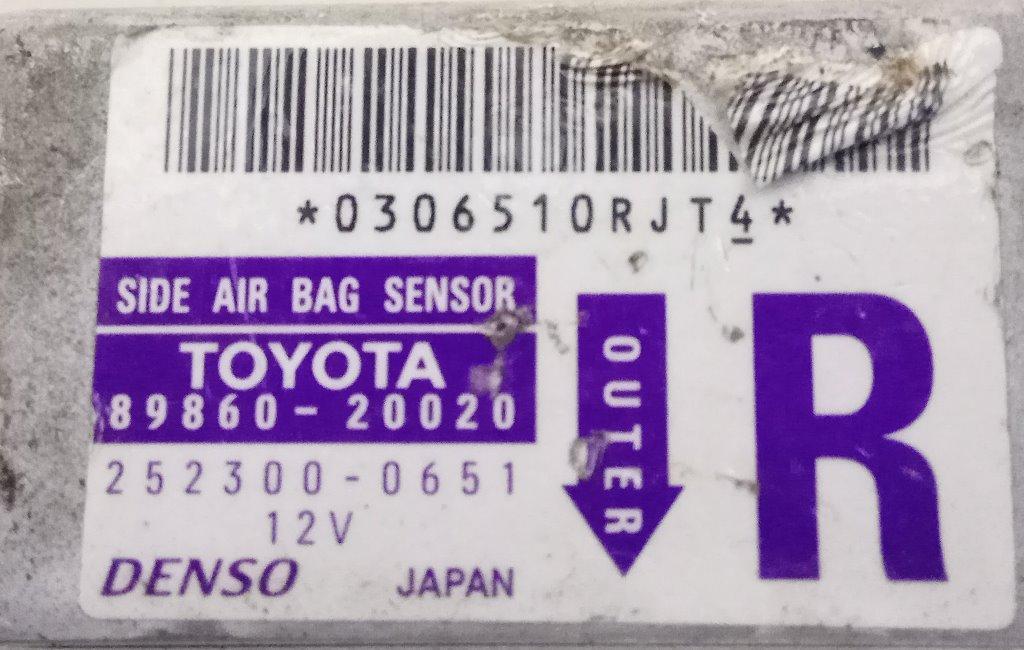 *0306510RJT4*
SIDE AIR BAG SENSOR
TOYOTA
89860-20020
252300-0651
12V
DENSO JAPAN
OUTER
R